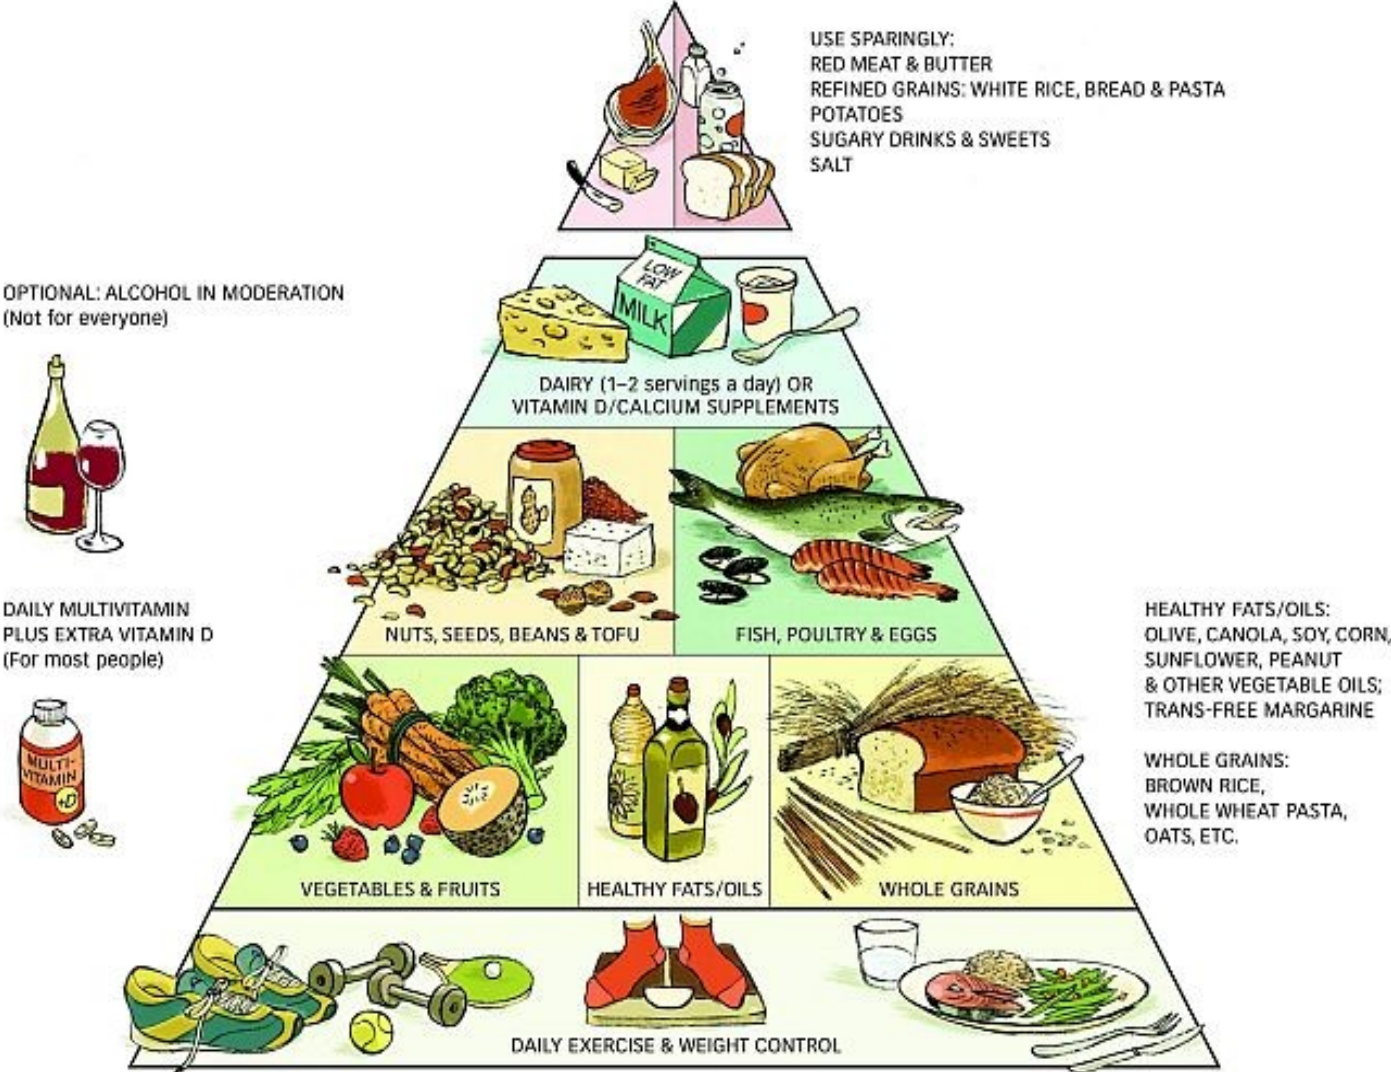 USE SPARINGLY:
RED MEAT & BUTTER
REFINED GRAINS: WHITE RICE, BREAD & PASTA
POTATOES
SUGARY DRINKS & SWEETS
SALT
OPTIONAL: ALCOHOL IN MODERATION
(Not for everyone)
LOW
FAT
MILK
DAIRY (1–2 servings a day) OR
VITAMIN D/CALCIUM SUPPLEMENTS
NUTS, SEEDS, BEANS & TOFU
FISH, POULTRY & EGGS
DAILY MULTIVITAMIN
PLUS EXTRA VITAMIN D
(For most people)
MULTI-
VITAMIN
+D
HEALTHY FATS/OILS:
OLIVE, CANOLA, SOY, CORN,
SUNFLOWER, PEANUT
& OTHER VEGETABLE OILS;
TRANS-FREE MARGARINE
WHOLE GRAINS:
BROWN RICE,
WHOLE WHEAT PASTA,
OATS, ETC.
VEGETABLES & FRUITS
HEALTHY FATS/OILS
WHOLE GRAINS
DAILY EXERCISE & WEIGHT CONTROL